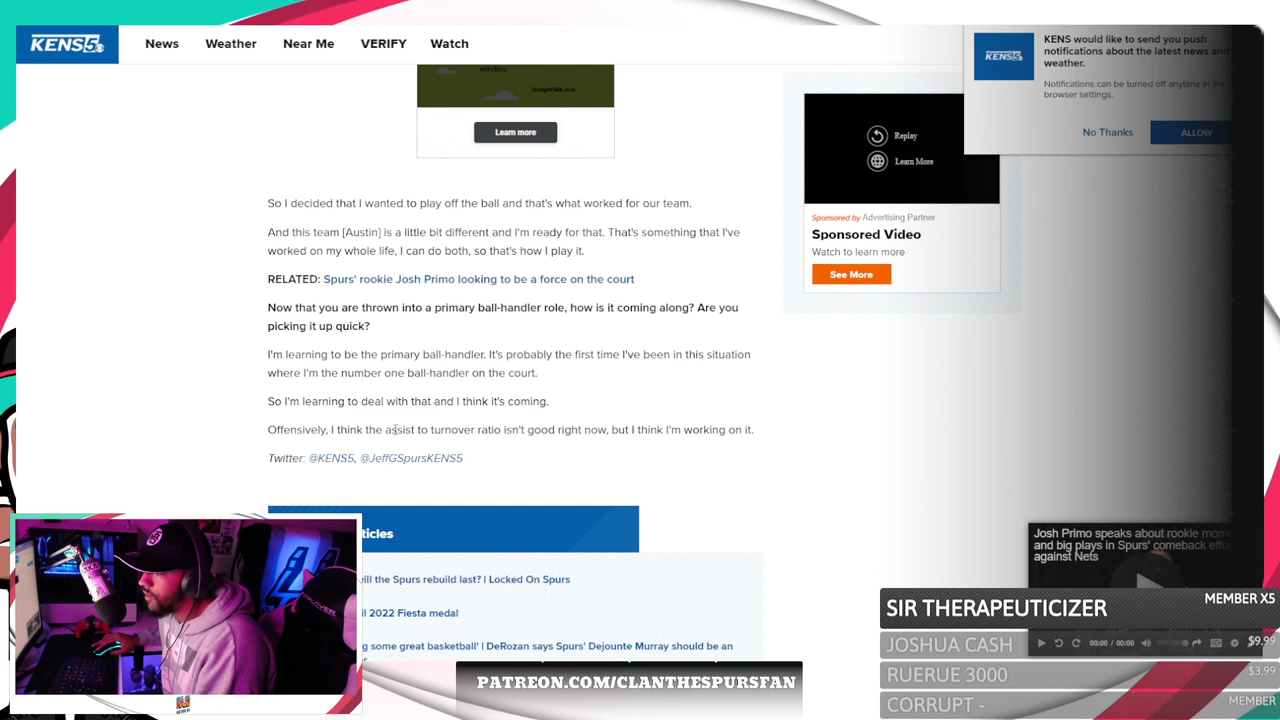 KENS5
News
Weather
Near Me
VERIFY
Watch
KENS would like to send you push
notifications about the latest news and
weather.
Notifications can be turned off anytime in the
browser settings.
No Thanks
ALLOW
KENS5
wireless
Learn more
Replay
Learn More
Sponsored by Advertising Partner
Sponsored Video
Watch to learn more
See More
So I decided that I wanted to play off the ball and that's what worked for our team.
And this team [Austin] is a little bit different and I'm ready for that. That's something that I've
worked on my whole life, I can do both, so that's how I play it.
RELATED: Spurs' rookie Josh Primo looking to be a force on the court
Now that you are thrown into a primary ball-handler role, how is it coming along? Are you
picking it up quick?
I'm learning to be the primary ball-handler. It's probably the first time I've been in this situation
where I'm the number one ball-handler on the court.
So I'm learning to deal with that and I think it's coming.
Offensively, I think the assist to turnover ratio isn't good right now, but I think I'm working on it.
Twitter: @KENS5, @JeffGSpursKENS5
ticles
will the Spurs rebuild last? | Locked On Spurs
il 2022 Fiesta medal
g some great basketball' | DeRozan says Spurs' Dejounte Murray should be an
Josh Primo speaks about rookie mome
and big plays in Spurs' comeback effo
against Nets
00:00 / 00:00
SIR THERAPEUTICIZER
MEMBER X5
JOSHUA CASH
$9.99
RUERUE 3000
$3.99
CORRUPT -
MEMBER
PATREON.COM/CLANTHESPURSFAN